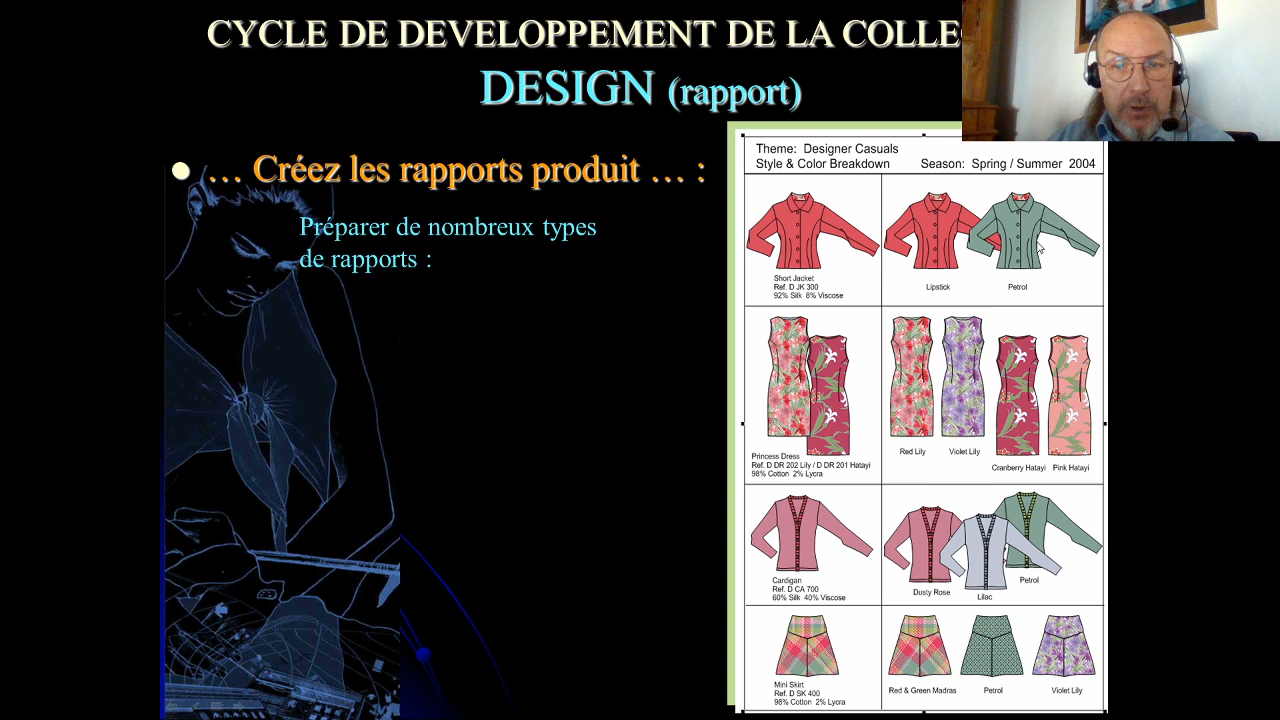 CYCLE DE DEVELOPPEMENT DE LA COLLE
DESIGN (rapport)
… Créez les rapports produit … :
Préparer de nombreux types
de rapports :
Theme: Designer Casuals
Style & Color Breakdown Season: Spring / Summer 2004
Short Jacket
Ref. D JK 300
92% Silk 8% Viscose
Lipstick
Petrol
Princess Dress
Ref. D DR 202 Lily / D DR 201 Hatayi
98% Cotton 2% Lycra
Red Lily
Violet Lily
Cranberry Hatayi
Pink Hatayi
Cardigan
Ref. D CA 700
60% Silk 40% Viscose
Dusty Rose
Lilac
Petrol
Mini Skirt
Ref. D SK 400
98% Cotton 2% Lycra
Red & Green Madras
Petrol
Violet Lily